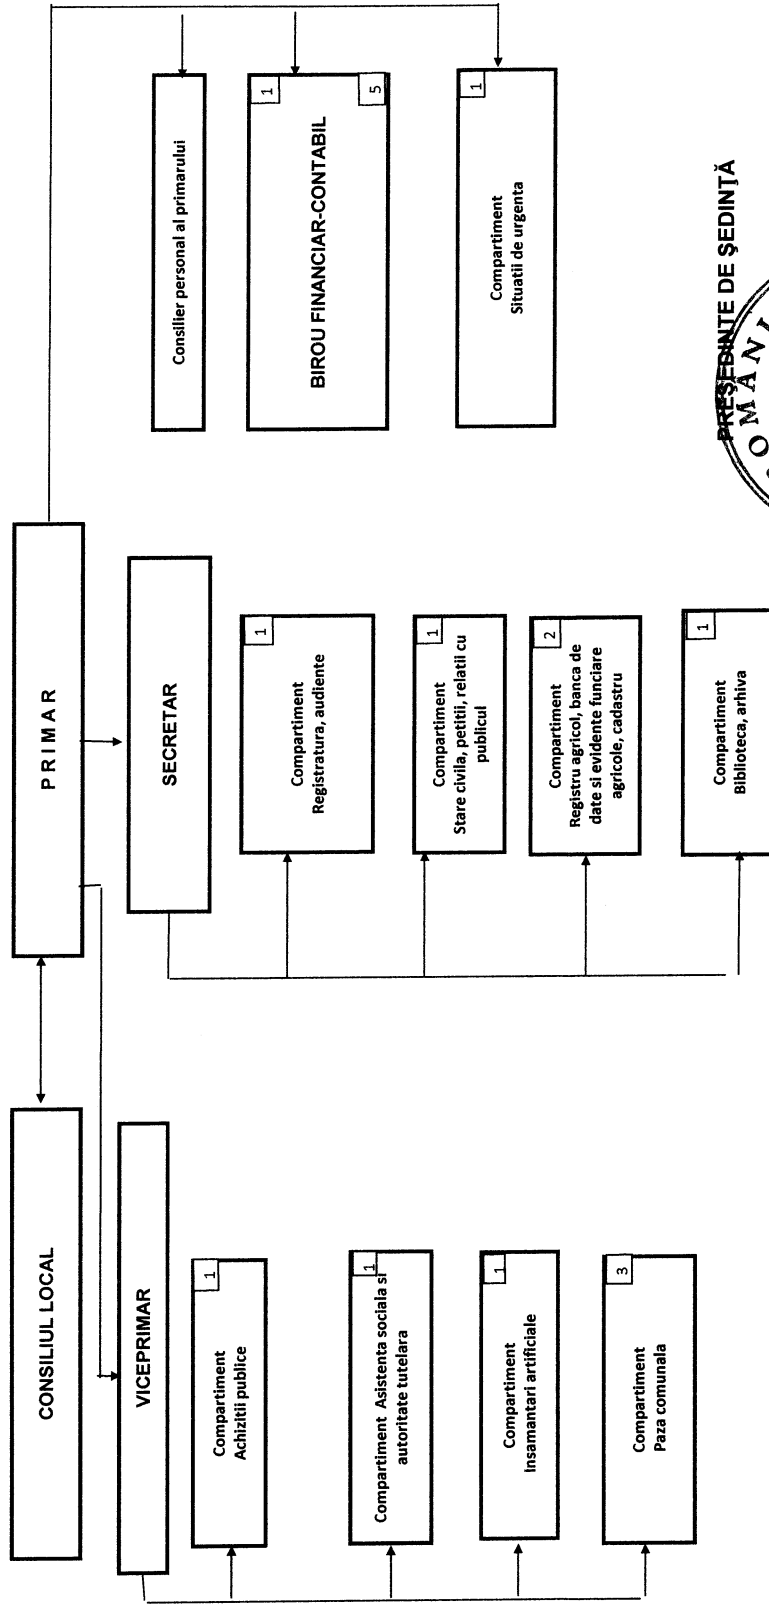 CONSILIUL LOCAL
P R I M A R
VICEPRIMAR
SECRETAR
Consilier personal al primarului
1
Compartiment
Achizitii publice
1
Compartiment Asistenta sociala si
autoritate tutelara
1
Compartiment
Insamantari artificiale
3
Compartiment
Paza comunala
1
Compartiment
Registratura, audiente
1
Compartiment
Stare civila, petitii, relatii cu
publicul
2
Compartiment
Registru agricol, banca de
date si evidente funciare
agricole, cadastru
1
Compartiment
Biblioteca, arhiva
1
BIROU FINANCIAR-CONTABIL
5
1
Compartiment
Situatii de urgenta
PREŞEDINTE DE ŞEDINŢĂ